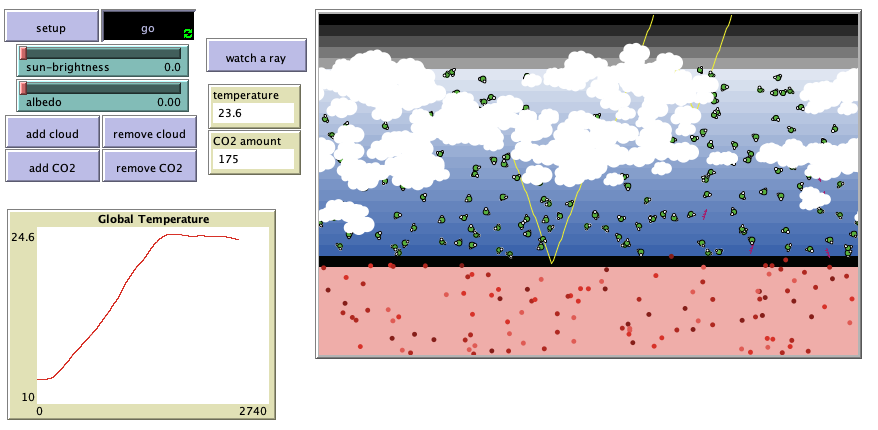 setup
go
sun-brightness 0.0
albedo 0.00
add cloud
remove cloud
add CO2
remove CO2
watch a ray
temperature
23.6
CO2 amount
175
Global Temperature
24.6
10
0
2740